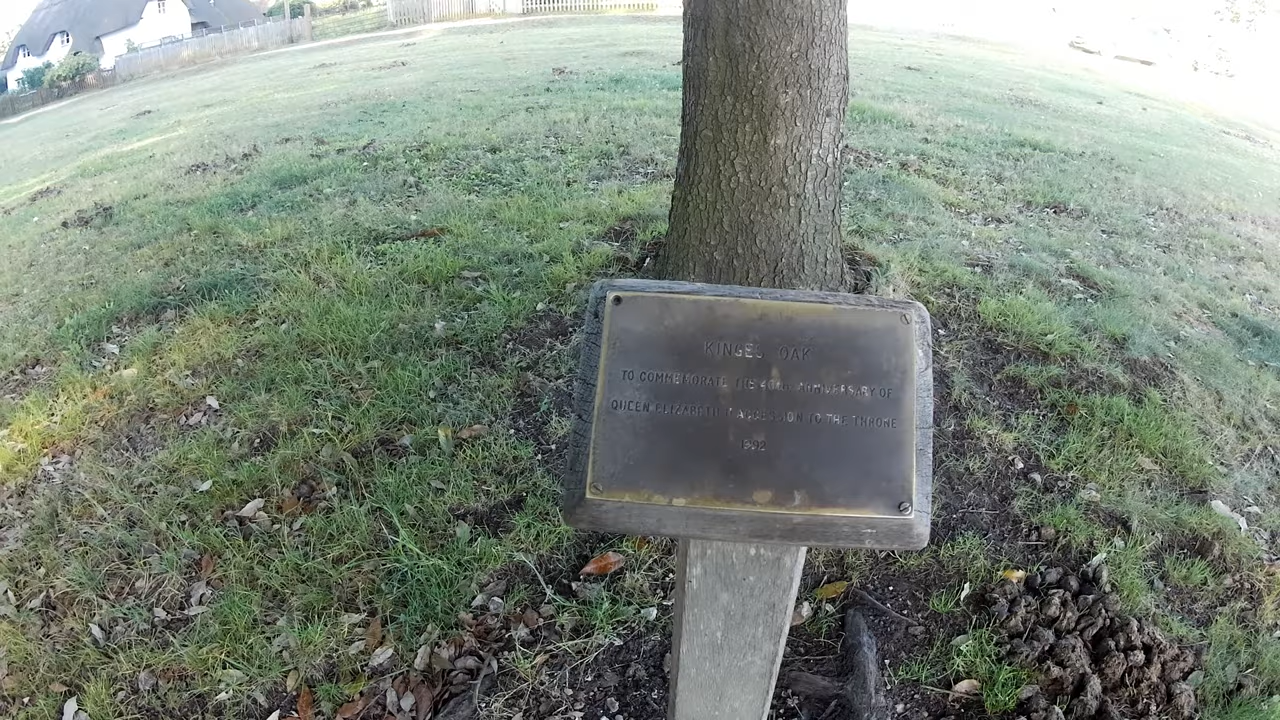 KINGES OAK
TO COMMEMORATE THE 40TH ANNIVERSARY OF
QUEEN ELIZABETH II ACCESSION TO THE THRONE
1992